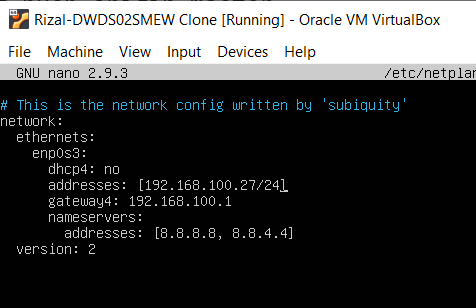 Rizal-DWDS02SMEW Clone [Running] - Oracle VM VirtualBox
File Machine View Input Devices Help
GNU nano 2.9.3 /etc/netplan
# This is the network config written by 'subiquity'
network:
ethernets:
enp0s3:
dhcp4: no
addresses: [192.168.100.27/24]
gateway4: 192.168.100.1
nameservers:
addresses: [8.8.8.8, 8.8.4.4]
version: 2